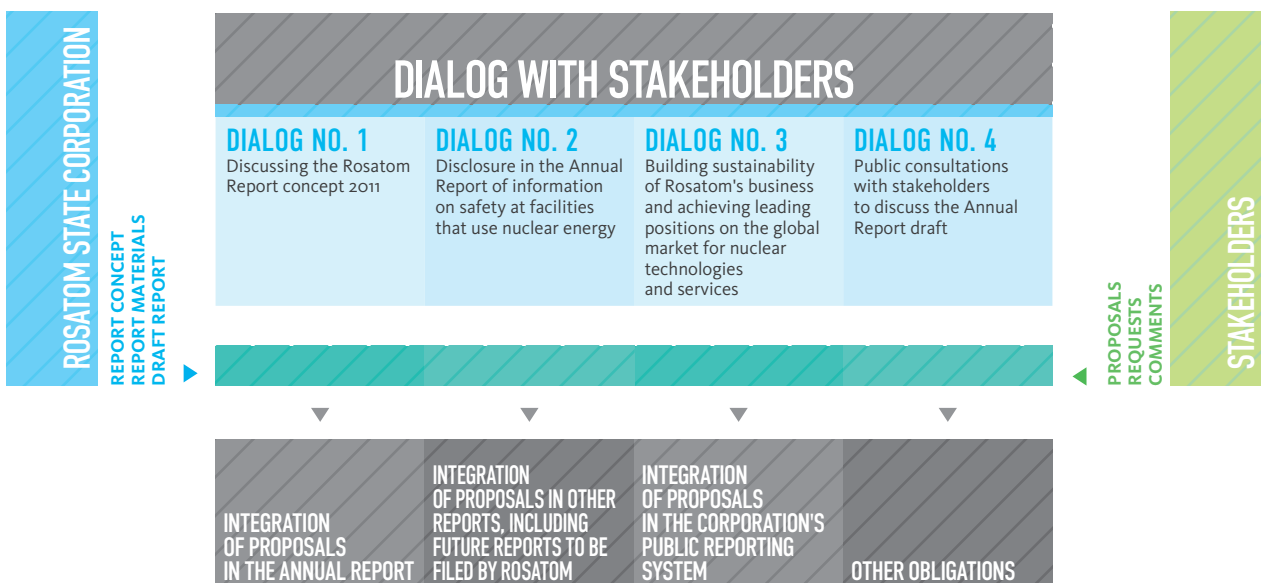 ROSATOM STATE CORPORATION
REPORT CONCEPT
REPORT MATERIALS
DRAFT REPORT
DIALOG WITH STAKEHOLDERS
DIALOG NO. 1
Discussing the Rosatom
Report concept 2011
DIALOG NO. 2
Disclosure in the Annual
Report of information
on safety at facilities
that use nuclear energy
DIALOG NO. 3
Building sustainability
of Rosatom's business
and achieving leading
positions on the global
market for nuclear
technologies
and services
DIALOG NO. 4
Public consultations
with stakeholders
to discuss the Annual
Report draft
PROPOSALS
REQUESTS
COMMENTS
STAKEHOLDERS
INTEGRATION
OF PROPOSALS
IN THE ANNUAL REPORT
INTEGRATION
OF PROPOSALS IN OTHER
REPORTS, INCLUDING
FUTURE REPORTS TO BE
FILED BY ROSATOM
INTEGRATION
OF PROPOSALS
IN THE CORPORATION'S
PUBLIC REPORTING
SYSTEM
OTHER OBLIGATIONS